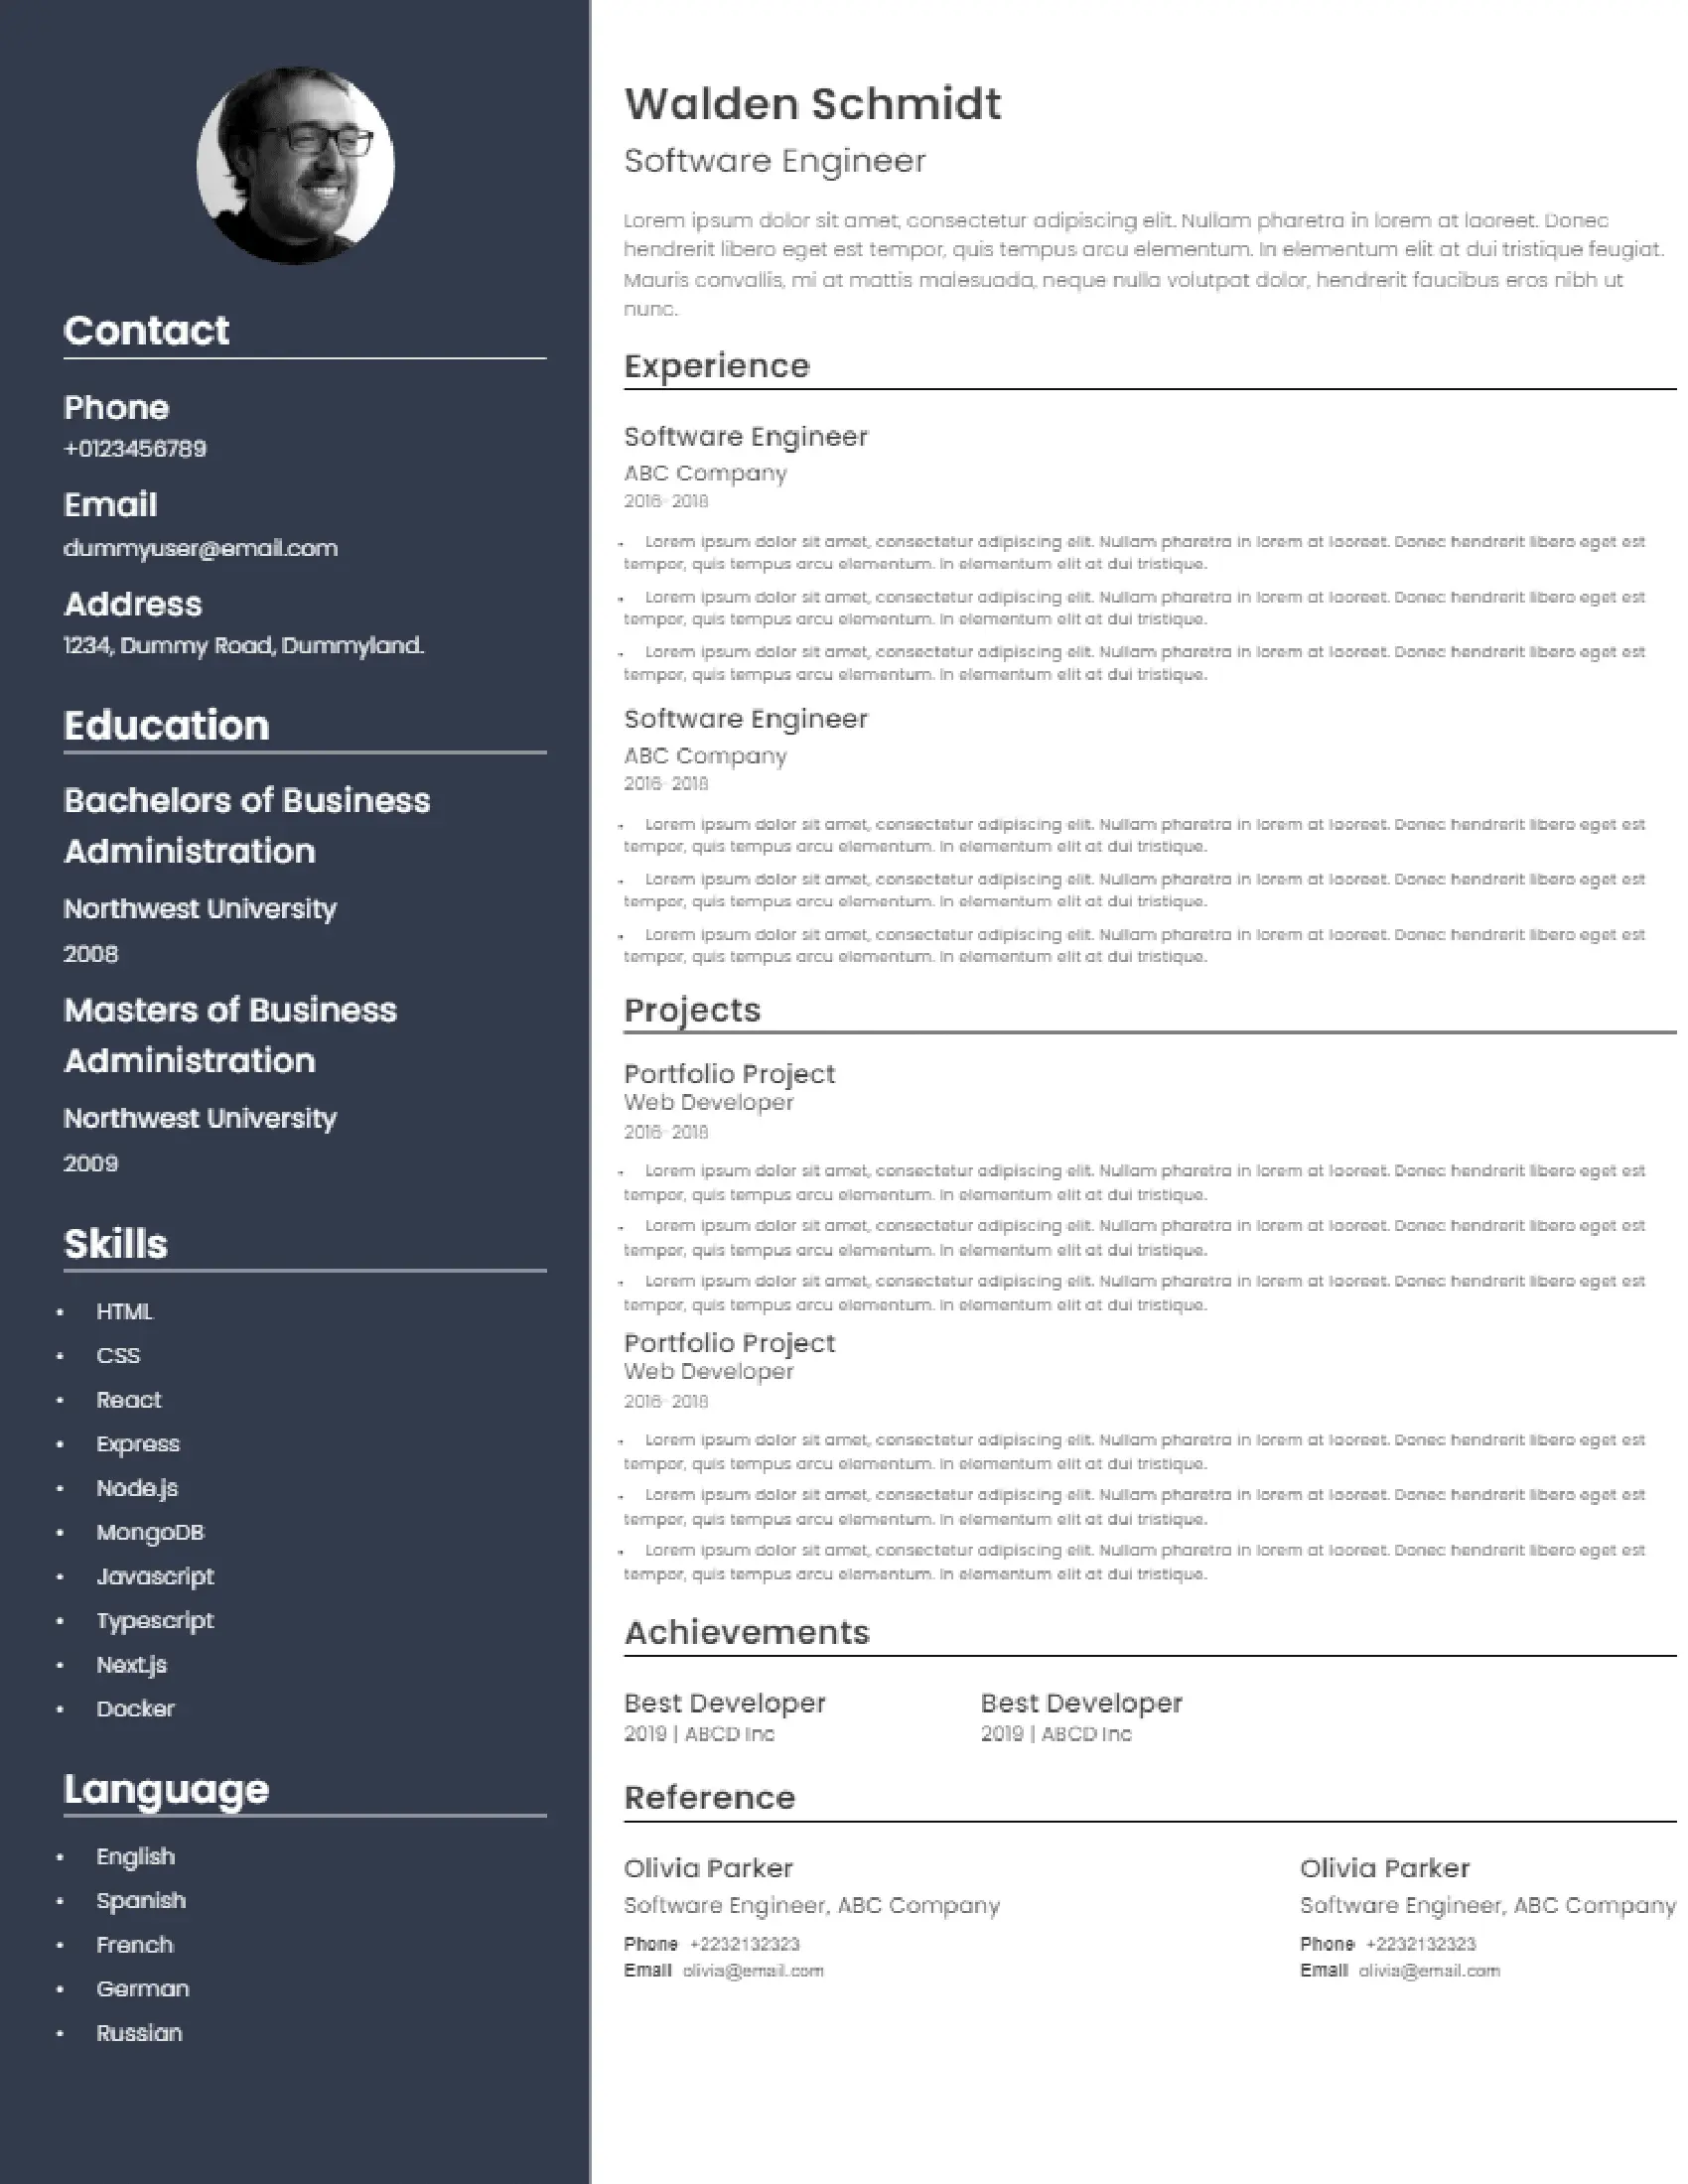 Contact
Phone
+0123456789
Email
dummyuser@email.com
Address
1234, Dummy Road, Dummyland.
Education
Bachelors of Business
Administration
Northwest University
2008
Masters of Business
Administration
Northwest University
2009
Skills
• HTML
• CSS
• React
• Express
• Node.js
• MongoDB
• Javascript
• Typescript
• Next.js
• Docker
Language
• English
• Spanish
• French
• German
• Russian
Walden Schmidt
Software Engineer
Lorem ipsum dolor sit amet, consectetur adipiscing elit. Nullam pharetra in lorem at laoreet. Donec
hendrerit libero eget est tempor, quis tempus arcu elementum. In elementum elit at dui tristique feugiat.
Mauris convallis, mi at mattis malesuada, neque nulla volutpat dolor, hendrerit faucibus eros nibh ut
nunc.
Experience
Software Engineer
ABC Company
2016- 2018
• Lorem ipsum dolor sit amet, consectetur adipiscing elit. Nullam pharetra in lorem at laoreet. Donec hendrerit libero eget est
tempor, quis tempus arcu elementum. In elementum elit at dui tristique.
• Lorem ipsum dolor sit amet, consectetur adipiscing elit. Nullam pharetra in lorem at laoreet. Donec hendrerit libero eget est
tempor, quis tempus arcu elementum. In elementum elit at dui tristique.
• Lorem ipsum dolor sit amet, consectetur adipiscing elit. Nullam pharetra in lorem at laoreet. Donec hendrerit libero eget est
tempor, quis tempus arcu elementum. In elementum elit at dui tristique.
Software Engineer
ABC Company
2016- 2018
• Lorem ipsum dolor sit amet, consectetur adipiscing elit. Nullam pharetra in lorem at laoreet. Donec hendrerit libero eget est
tempor, quis tempus arcu elementum. In elementum elit at dui tristique.
• Lorem ipsum dolor sit amet, consectetur adipiscing elit. Nullam pharetra in lorem at laoreet. Donec hendrerit libero eget est
tempor, quis tempus arcu elementum. In elementum elit at dui tristique.
• Lorem ipsum dolor sit amet, consectetur adipiscing elit. Nullam pharetra in lorem at laoreet. Donec hendrerit libero eget est
tempor, quis tempus arcu elementum. In elementum elit at dui tristique.
Projects
Portfolio Project
Web Developer
2016- 2018
• Lorem ipsum dolor sit amet, consectetur adipiscing elit. Nullam pharetra in lorem at laoreet. Donec hendrerit libero eget est
tempor, quis tempus arcu elementum. In elementum elit at dui tristique.
• Lorem ipsum dolor sit amet, consectetur adipiscing elit. Nullam pharetra in lorem at laoreet. Donec hendrerit libero eget est
tempor, quis tempus arcu elementum. In elementum elit at dui tristique.
• Lorem ipsum dolor sit amet, consectetur adipiscing elit. Nullam pharetra in lorem at laoreet. Donec hendrerit libero eget est
tempor, quis tempus arcu elementum. In elementum elit at dui tristique.
Portfolio Project
Web Developer
2016- 2018
• Lorem ipsum dolor sit amet, consectetur adipiscing elit. Nullam pharetra in lorem at laoreet. Donec hendrerit libero eget est
tempor, quis tempus arcu elementum. In elementum elit at dui tristique.
• Lorem ipsum dolor sit amet, consectetur adipiscing elit. Nullam pharetra in lorem at laoreet. Donec hendrerit libero eget est
tempor, quis tempus arcu elementum. In elementum elit at dui tristique.
• Lorem ipsum dolor sit amet, consectetur adipiscing elit. Nullam pharetra in lorem at laoreet. Donec hendrerit libero eget est
tempor, quis tempus arcu elementum. In elementum elit at dui tristique.
Achievements
Best Developer
2019 | ABCD Inc
Best Developer
2019 | ABCD Inc
Reference
Olivia Parker
Software Engineer, ABC Company
Phone +2232132323
Email olivia@email.com
Olivia Parker
Software Engineer, ABC Company
Phone +2232132323
Email olivia@email.com